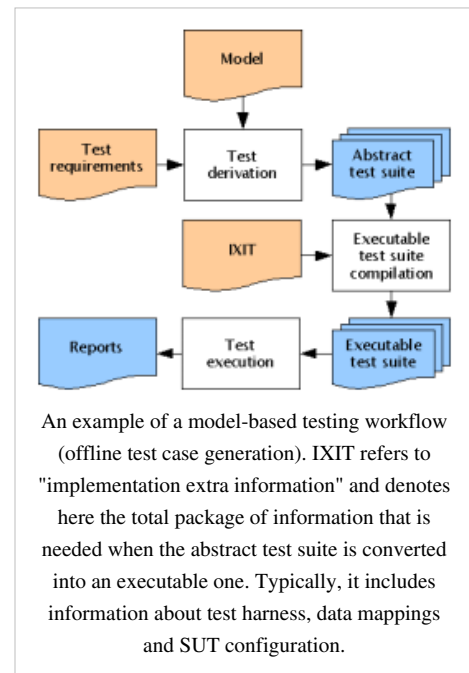 Model
Test
requirements
Test
derivation
Abstract
test suite
IXIT
Executable
test suite
compilation
Reports
Test
execution
Executable
test suite
An example of a model-based testing workflow
(offline test case generation). IXIT refers to
"implementation extra information" and denotes
here the total package of information that is
needed when the abstract test suite is converted
into an executable one. Typically, it includes
information about test harness, data mappings
and SUT configuration.